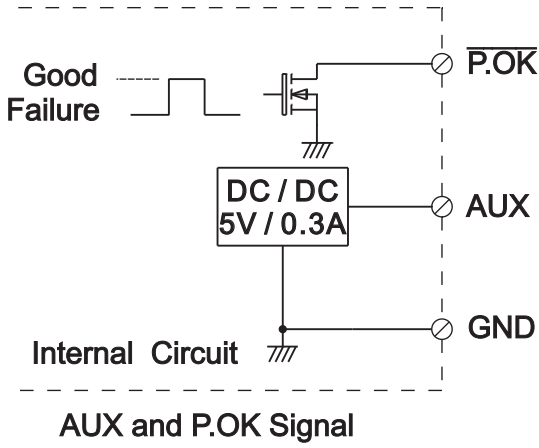 P.OK
Good
Failure
DC / DC
5V / 0.3A
AUX
GND
Internal Circuit
AUX and P.OK Signal